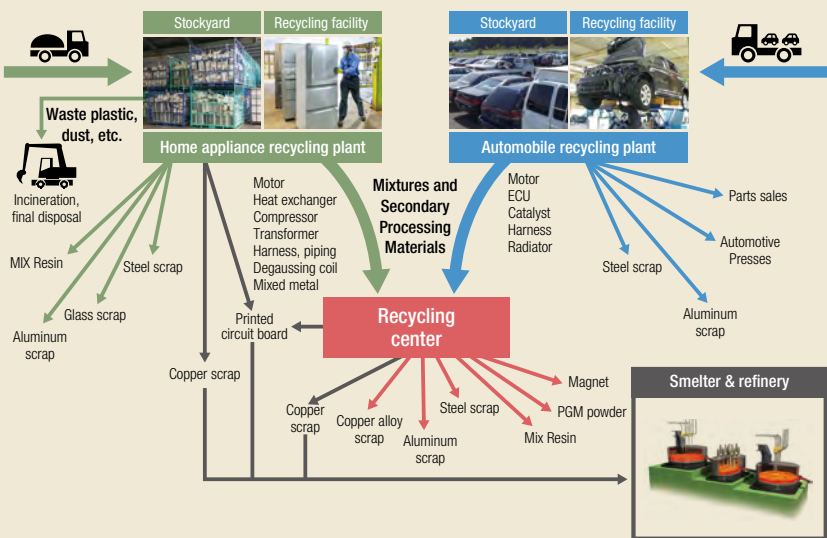 Stockyard
Recycling facility
Stockyard
Recycling facility
Waste plastic,
dust, etc.
Home appliance recycling plant
Automobile recycling plant
Incineration,
final disposal
MIX Resin
Aluminum
scrap
Glass scrap
Steel scrap
Motor
Heat exchanger
Compressor
Transformer
Harness, piping
Degaussing coil
Mixed metal
Mixtures and
Secondary
Processing
Materials
Motor
ECU
Catalyst
Harness
Radiator
Steel scrap
Parts sales
Automotive
Presses
Aluminum
scrap
Printed
circuit board
Recycling
center
Copper scrap
Copper
scrap
Copper alloy
scrap
Aluminum
scrap
Steel scrap
Mix Resin
PGM powder
Magnet
Smelter & refinery